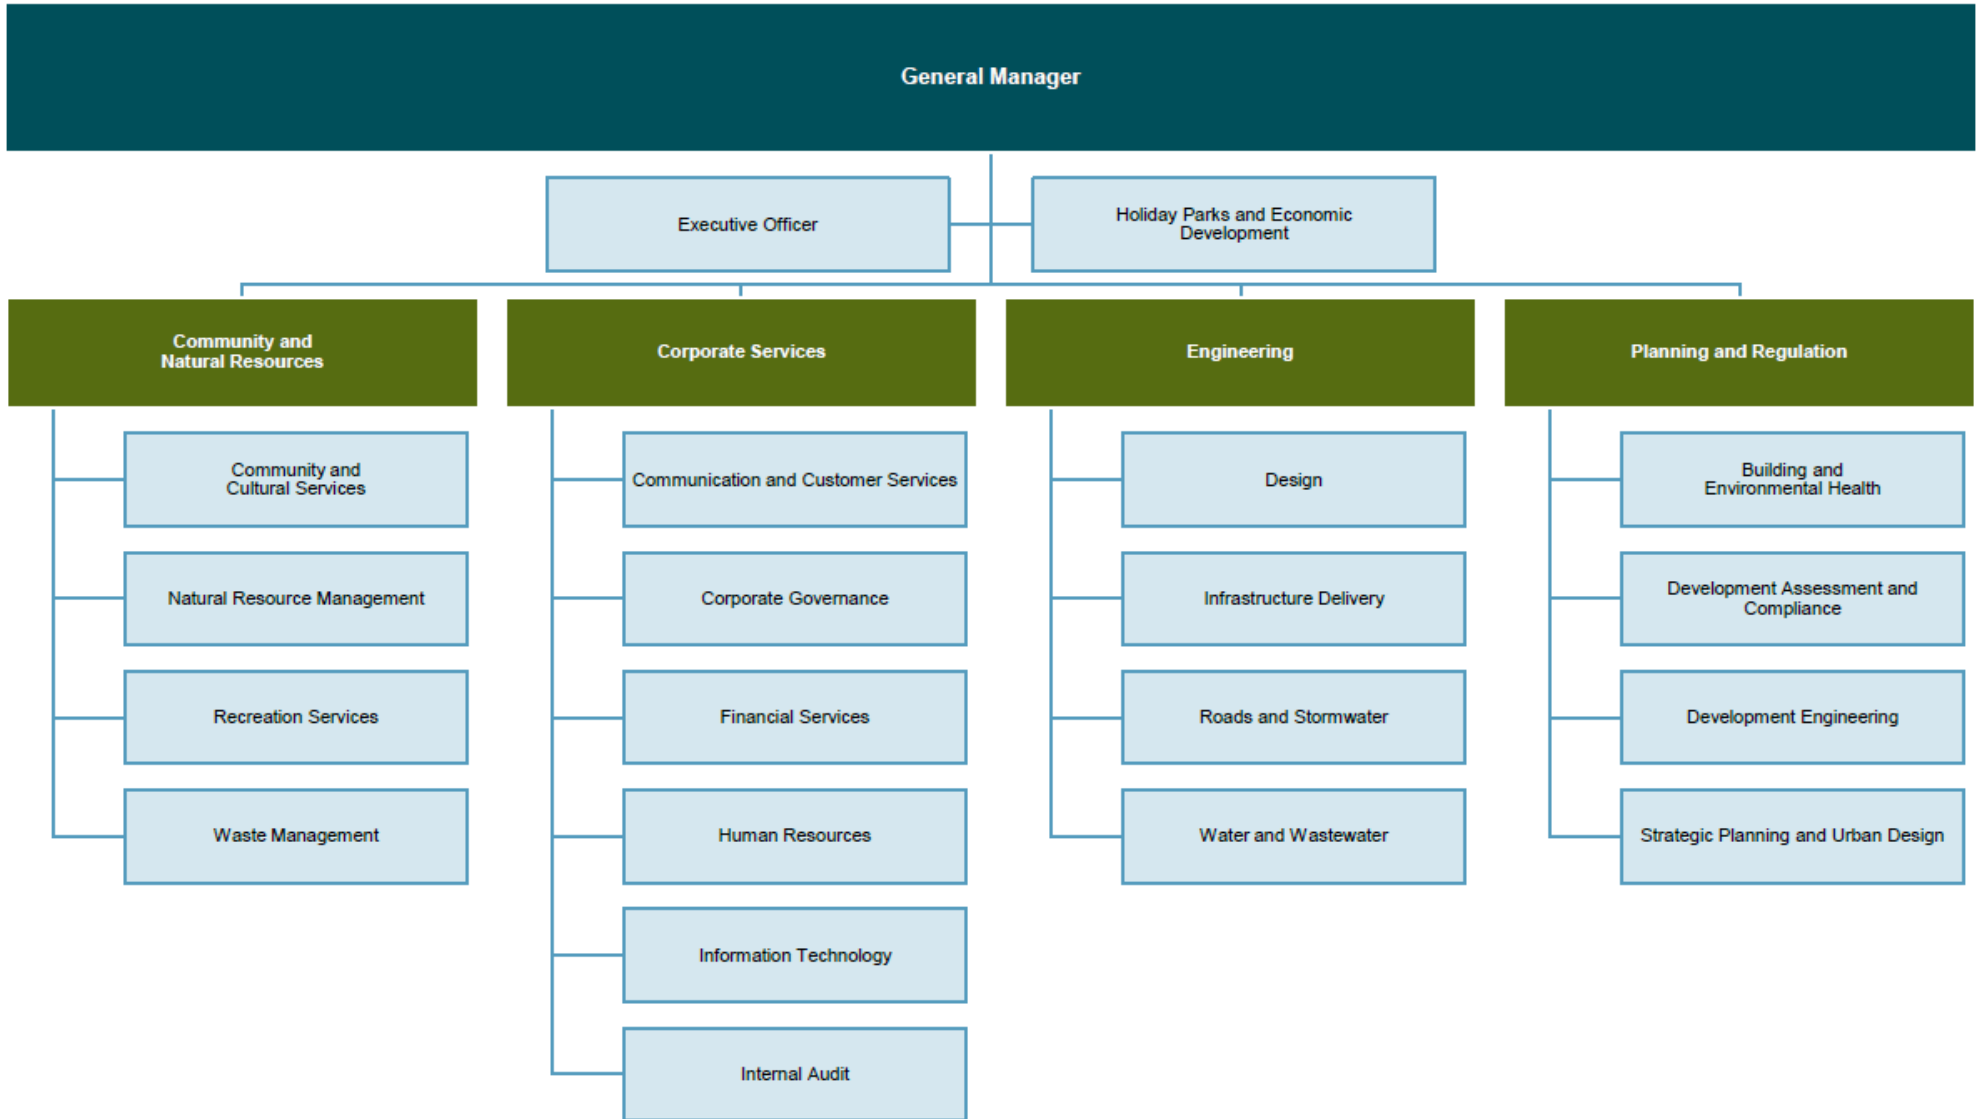 General Manager
Executive Officer
Holiday Parks and Economic
Development
Community and
Natural Resources
Corporate Services
Engineering
Planning and Regulation
Community and
Cultural Services
Natural Resource Management
Recreation Services
Waste Management
Communication and Customer Services
Corporate Governance
Financial Services
Human Resources
Information Technology
Internal Audit
Design
Infrastructure Delivery
Roads and Stormwater
Water and Wastewater
Building and
Environmental Health
Development Assessment and
Compliance
Development Engineering
Strategic Planning and Urban Design